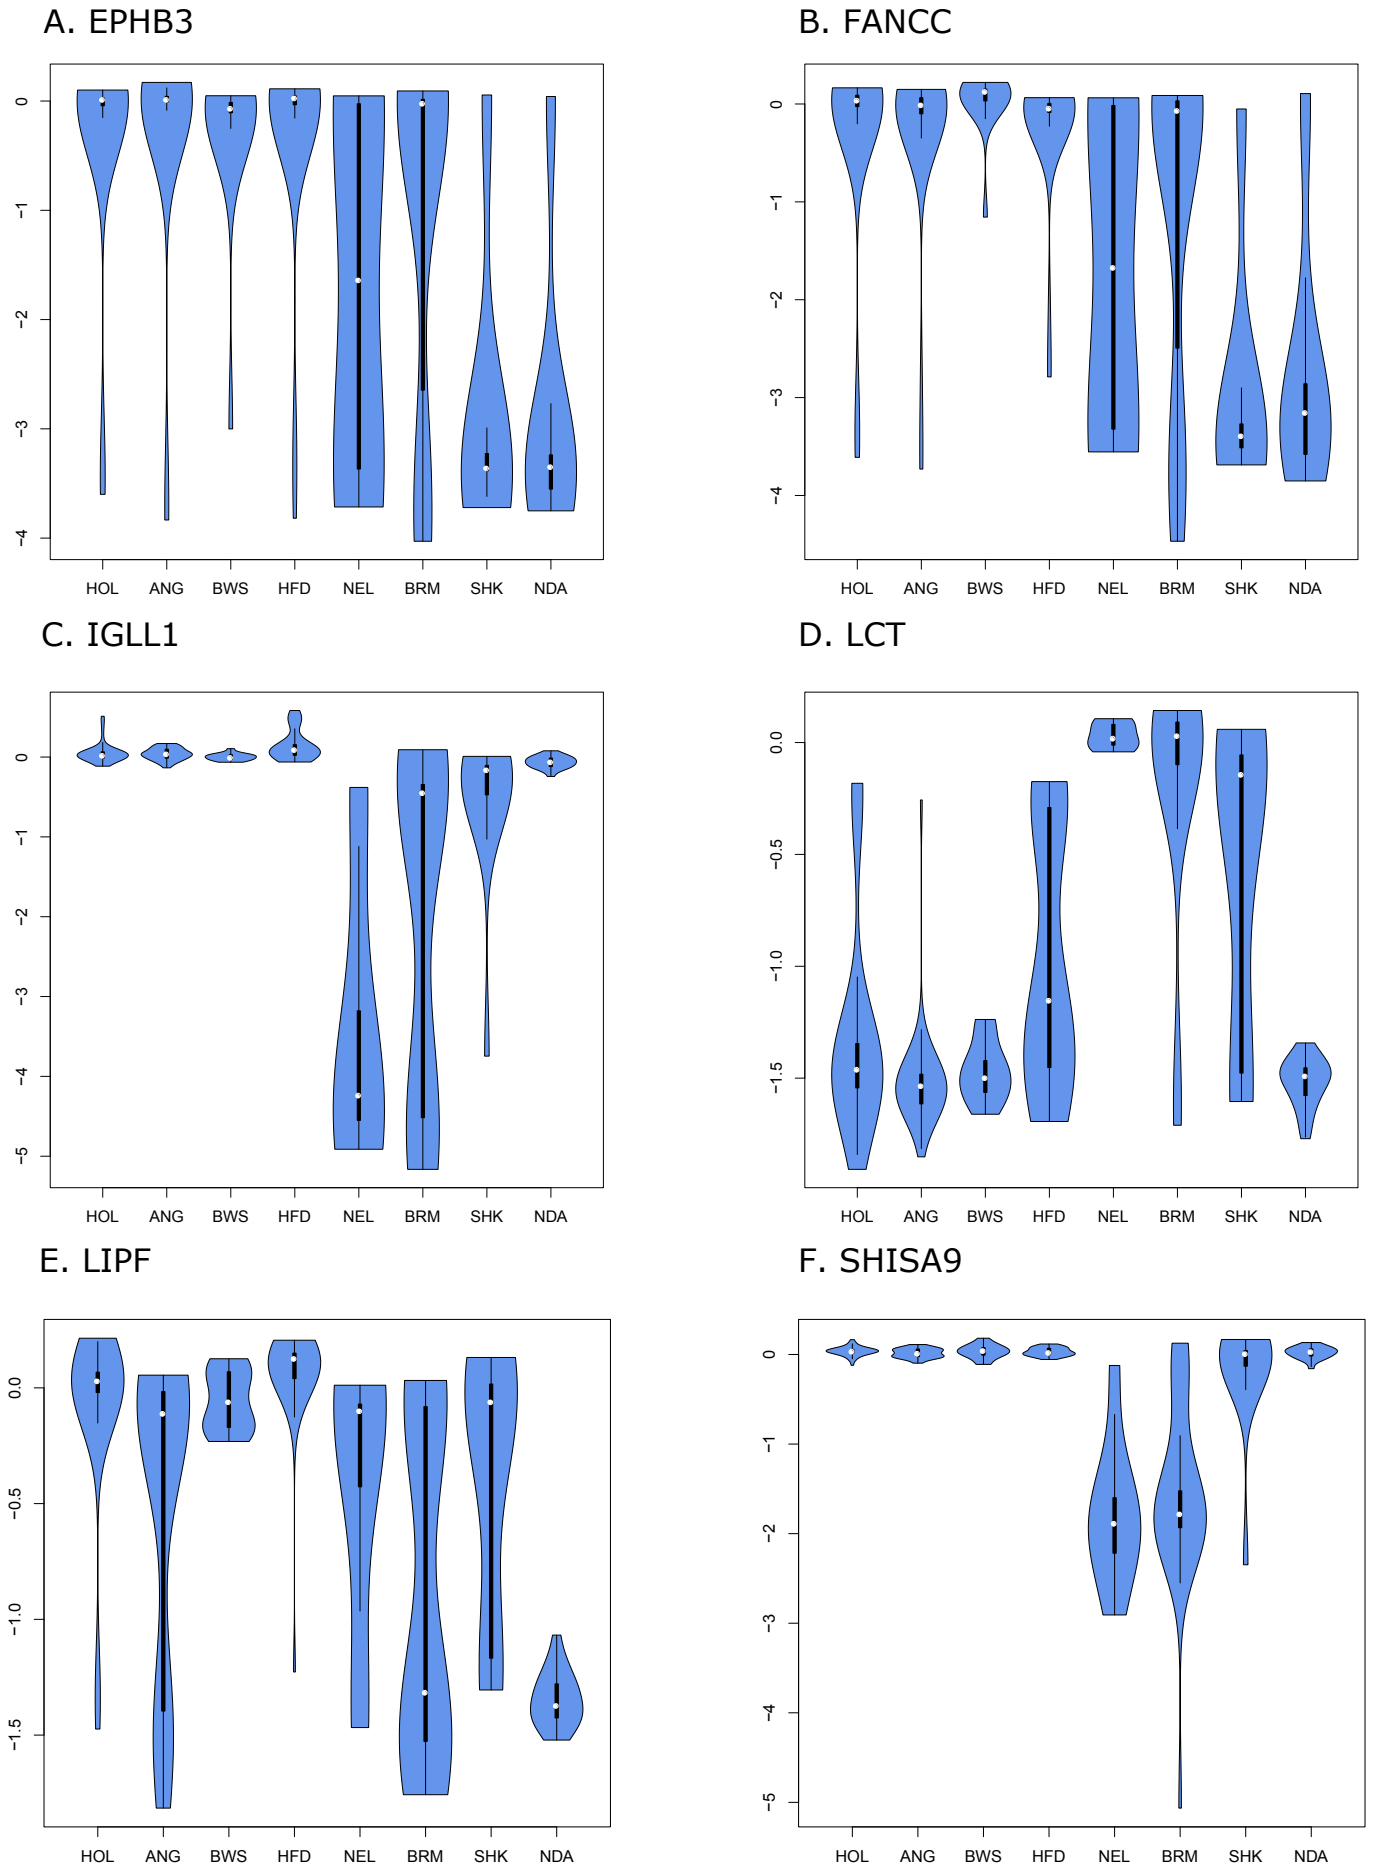 A. EPHB3
0
−1
−2
−3
−4
HOL ANG BWS HFD NEL BRM SHK NDA
B. FANCC
0
−1
−2
−3
−4
HOL ANG BWS HFD NEL BRM SHK NDA
C. IGLL1
0
−1
−2
−3
−4
−5
HOL ANG BWS HFD NEL BRM SHK NDA
D. LCT
0.0
−0.5
−1.0
−1.5
HOL ANG BWS HFD NEL BRM SHK NDA
E. LIPF
0.0
−0.5
−1.0
−1.5
HOL ANG BWS HFD NEL BRM SHK NDA
F. SHISA9
0
−1
−2
−3
−4
−5
HOL ANG BWS HFD NEL BRM SHK NDA